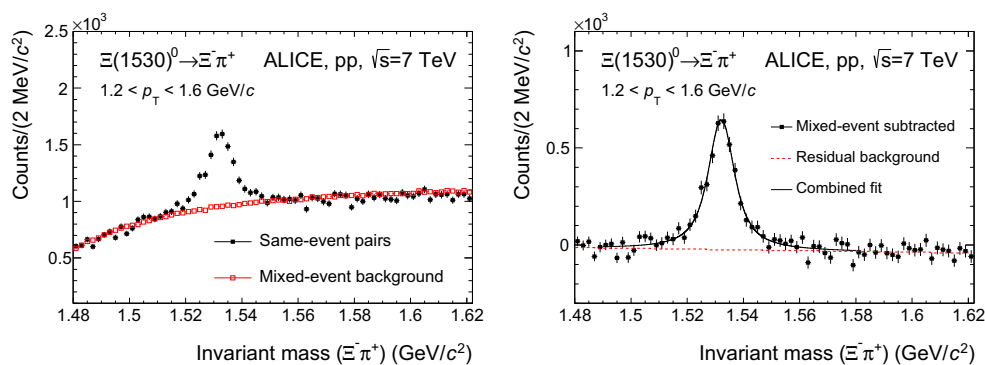 ×10³
2.5
2
1.5
1
0.5
Counts/(2 MeV/c²)
Ξ(1530)⁰→Ξ⁻π⁺ ALICE, pp, √s=7 TeV
1.2 < p_T < 1.6 GeV/c
Same-event pairs
Mixed-event background
1.48 1.5 1.52 1.54 1.56 1.58 1.6 1.62
Invariant mass (Ξ⁻π⁺) (GeV/c²)
×10³
1
0.5
0
Counts/(2 MeV/c²)
Ξ(1530)⁰→Ξ⁻π⁺ ALICE, pp, √s=7 TeV
1.2 < p_T < 1.6 GeV/c
Mixed-event subtracted
Residual background
Combined fit
1.48 1.5 1.52 1.54 1.56 1.58 1.6 1.62
Invariant mass (Ξ⁻π⁺) (GeV/c²)